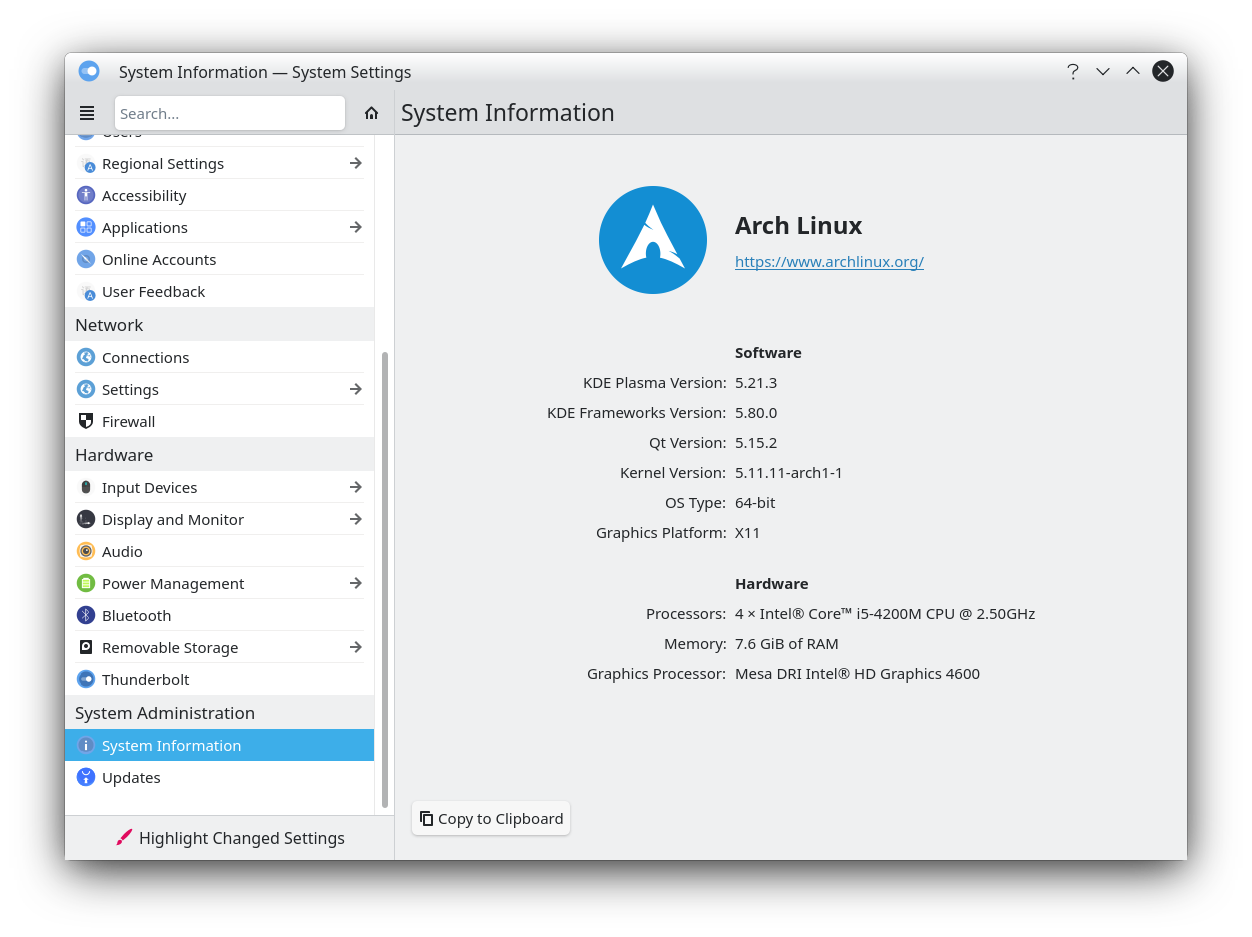 System Information — System Settings
Search...
System Information
Users
Regional Settings
Accessibility
Applications
Online Accounts
User Feedback
Network
Connections
Settings
Firewall
Hardware
Input Devices
Display and Monitor
Audio
Power Management
Bluetooth
Removable Storage
Thunderbolt
System Administration
System Information
Updates
Highlight Changed Settings
Arch Linux
https://www.archlinux.org/
Software
KDE Plasma Version: 5.21.3
KDE Frameworks Version: 5.80.0
Qt Version: 5.15.2
Kernel Version: 5.11.11-arch1-1
OS Type: 64-bit
Graphics Platform: X11
Hardware
Processors: 4 × Intel® Core™ i5-4200M CPU @ 2.50GHz
Memory: 7.6 GiB of RAM
Graphics Processor: Mesa DRI Intel® HD Graphics 4600
Copy to Clipboard